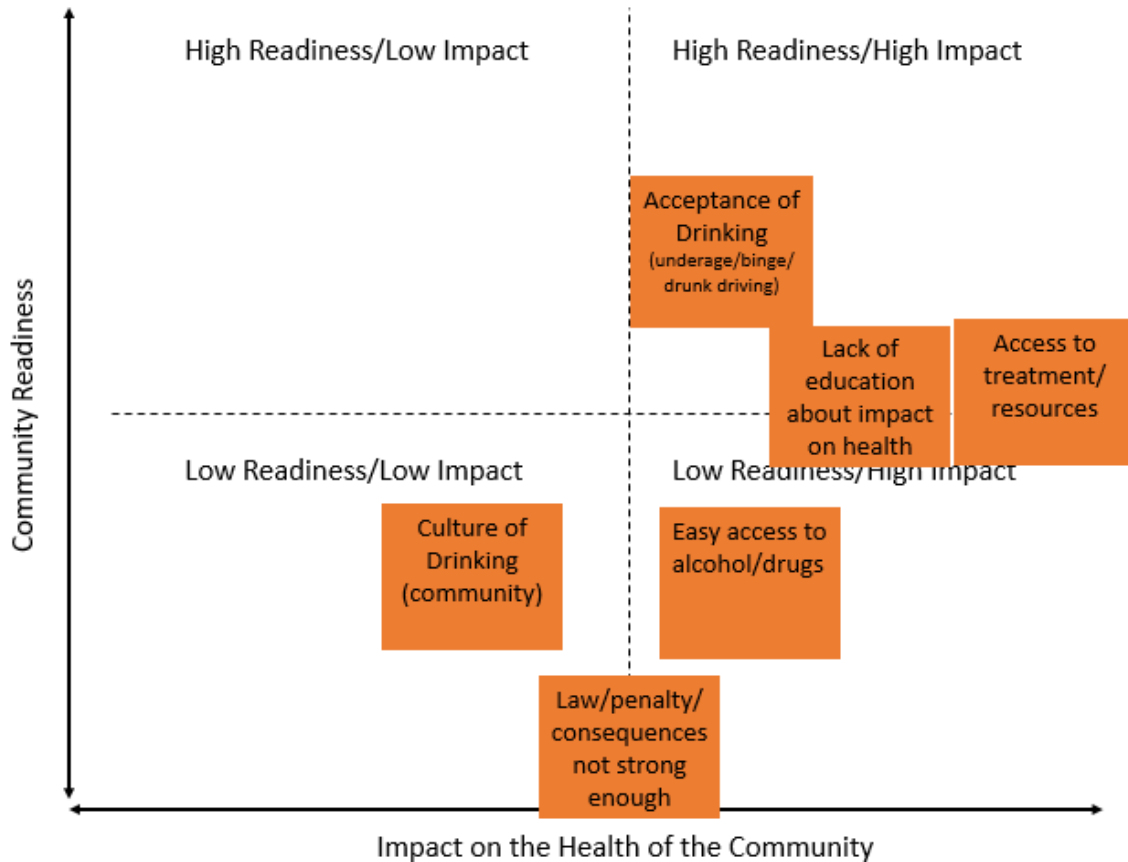 High Readiness/Low Impact
High Readiness/High Impact
Acceptance of
Drinking
(underage/binge/
drunk driving)
Lack of
education
about impact
on health
Access to
treatment/
resources
Community Readiness
Low Readiness/Low Impact
Low Readiness/High Impact
Culture of
Drinking
(community)
Easy access to
alcohol/drugs
Law/penalty/
consequences
not strong
enough
Impact on the Health of the Community